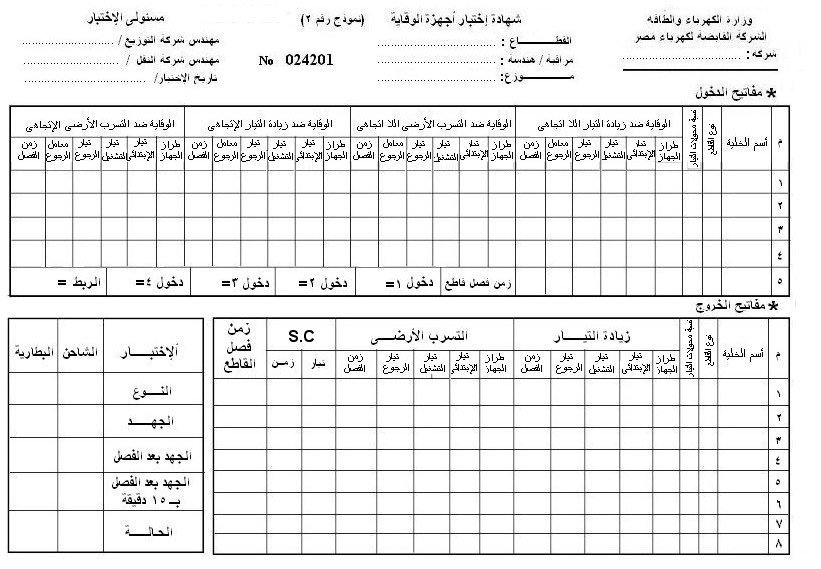 وزارة الكهرباء والطاقه
الشركة القابضة لكهرباء مصر
شركة :
شهادة إختبار أجهزة الوقاية (نموذج رقم ٢)
القطـــــاع :
مراقبة / هندسة :
مـــوزع :
No 024201
مسئولى الإختبار
مهندس شركة التوزيع /
مهندس شركة النقل /
تاريخ الإختبار/
* مفاتيح الدخول
م أسم الخلية نوع القاطع نسبة محولات التيار الوقاية ضد زيادة التيار اللا اتجاهى الوقاية ضد التسرب الأرضى اللا اتجاهى الوقاية ضد زيادة التيار الإتجاهى الوقاية ضد التسرب الأرضى الإتجاهى
طراز الجهاز تيار الإبتدائى تيار التشغيل تيار الرجوع معامل الرجوع زمن الفصل طراز الجهاز تيار الإبتدائى تيار التشغيل تيار الرجوع معامل الرجوع زمن الفصل طراز الجهاز تيار الإبتدائى تيار التشغيل تيار الرجوع معامل الرجوع زمن الفصل طراز الجهاز تيار الإبتدائى تيار التشغيل تيار الرجوع معامل الرجوع زمن الفصل
١
٢
٣
٤
٥ زمن فصل قاطع دخول ١= دخول ٢= دخول ٣= دخول ٤= الربط =
* مفاتيح الخروج
م أسم الخلية نوع القاطع نسبة محولات التيار زيادة التيـــار التسرب الأرضـــى S.C زمن فصل القاطع
طراز الجهاز تيار الإبتدائى تيار التشغيل تيار الرجوع زمن الفصل طراز الجهاز تيار الإبتدائى تيار التشغيل تيار الرجوع زمن الفصل تيار زمـن
١
٢
٣
٤
٥
٦
٧
٨
الإختبـــــار الشاحن البطارية
النـــوع
الجهـــد
الجهد بعد الفصل
الجهد بعد الفصل
بـ ١٥ دقيقة
الحالـــة